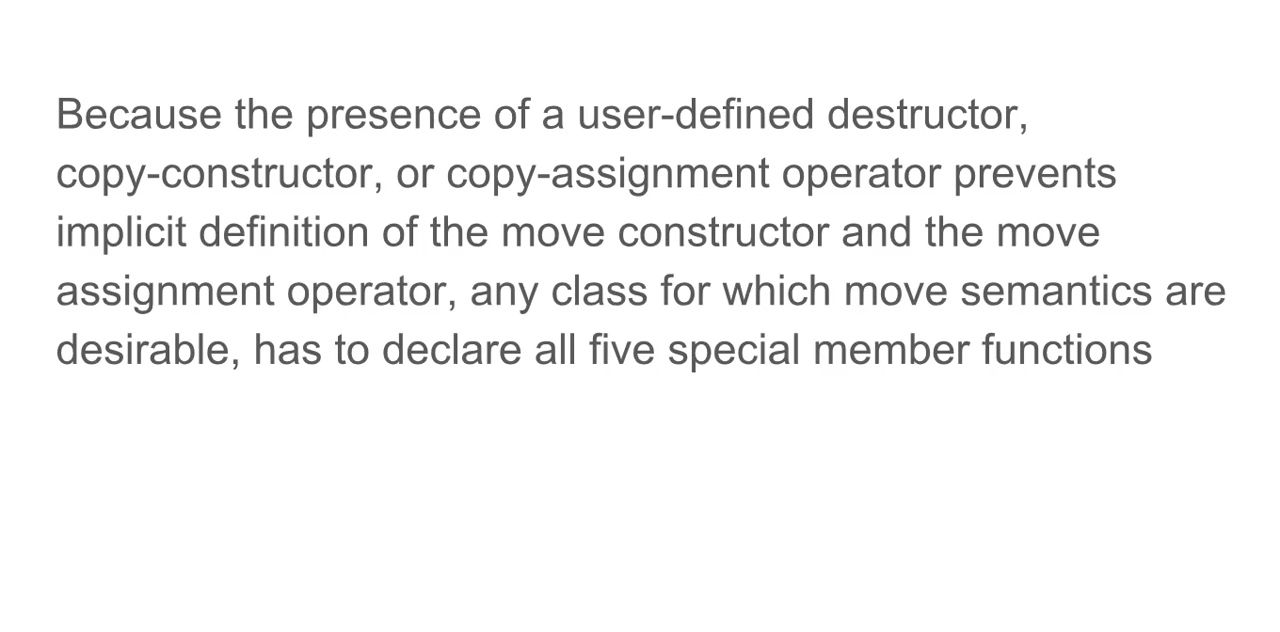 Because the presence of a user-defined destructor,
copy-constructor, or copy-assignment operator prevents
implicit definition of the move constructor and the move
assignment operator, any class for which move semantics are
desirable, has to declare all five special member functions